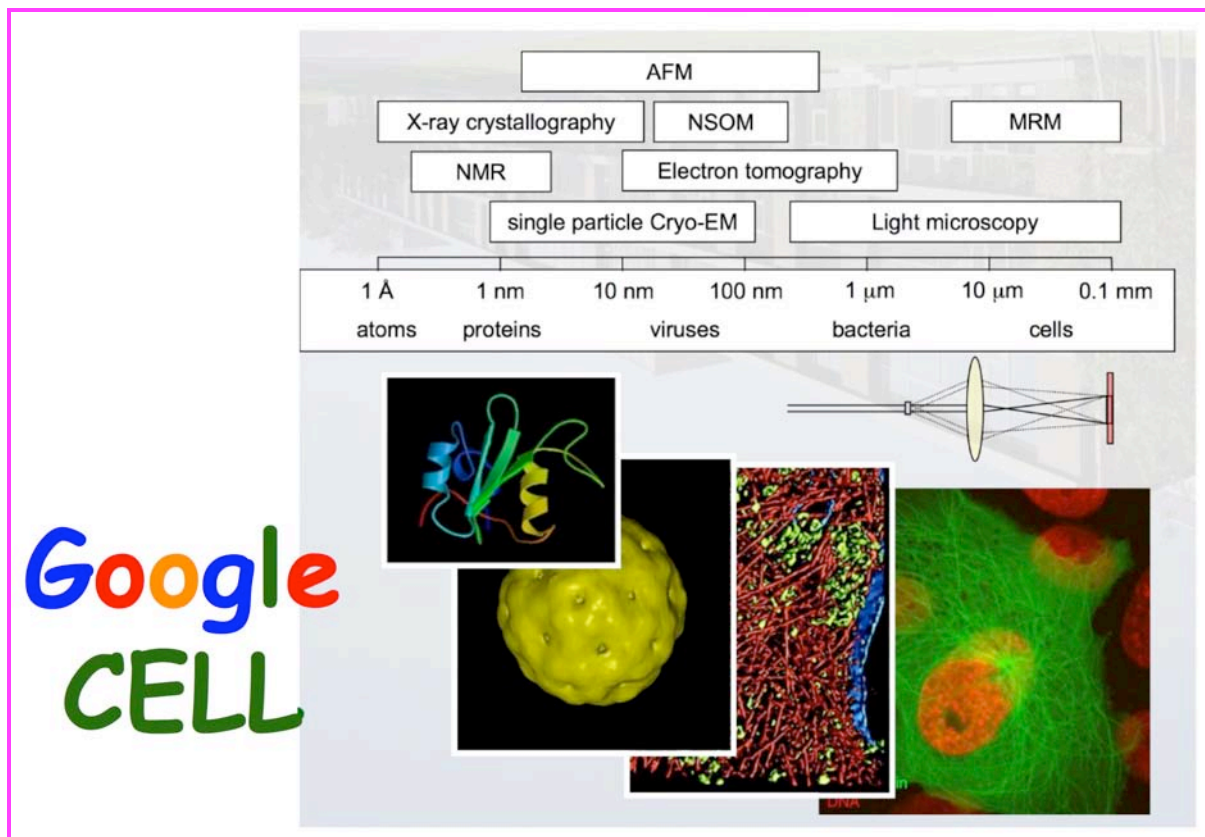 AFM
X-ray crystallography NSOM MRM
NMR Electron tomography
single particle Cryo-EM Light microscopy
1 Å 1 nm 10 nm 100 nm 1 μm 10 μm 0.1 mm
atoms proteins viruses bacteria cells
Google
CELL
DNA